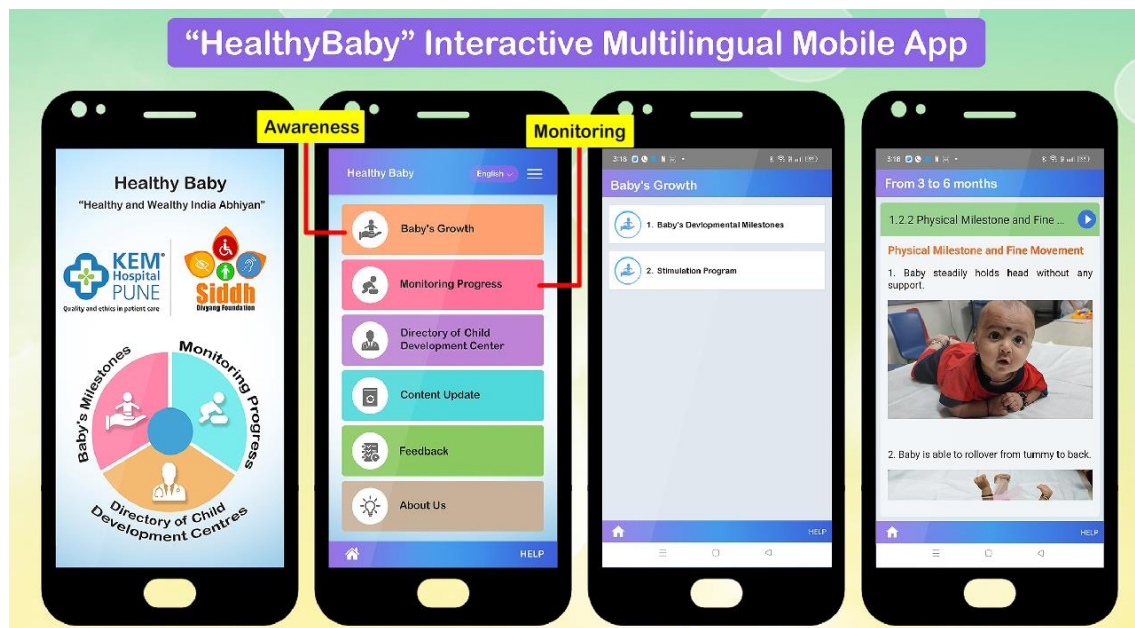 “HealthyBaby” Interactive Multilingual Mobile App
Awareness
Monitoring
Healthy Baby
"Healthy and Wealthy India Abhiyan"
KEM
Hospital
PUNE
Quality and ethics in patient care
Siddh
Divyang Foundation
Baby's Milestones
Monitoring Progress
Directory of Child
Development Centres
Healthy Baby
English
Baby's Growth
Monitoring Progress
Directory of Child
Development Center
Content Update
Feedback
About Us
HELP
3:18
Baby's Growth
1. Baby's Devlopmental Milestones
2. Stimulation Program
HELP
3:18
From 3 to 6 months
1.2.2 Physical Milestone and Fine ...
Physical Milestone and Fine Movement
1. Baby steadily holds head without any
support.
2. Baby is able to rollover from tummy to back.
HELP